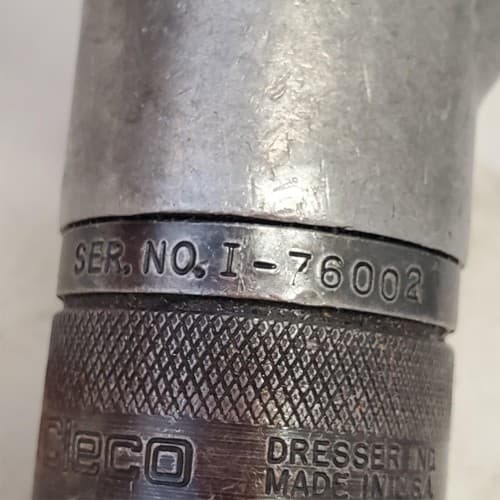 SER. NO. I-76002
cleco DRESSER IND.
MADE IN U.S.A.